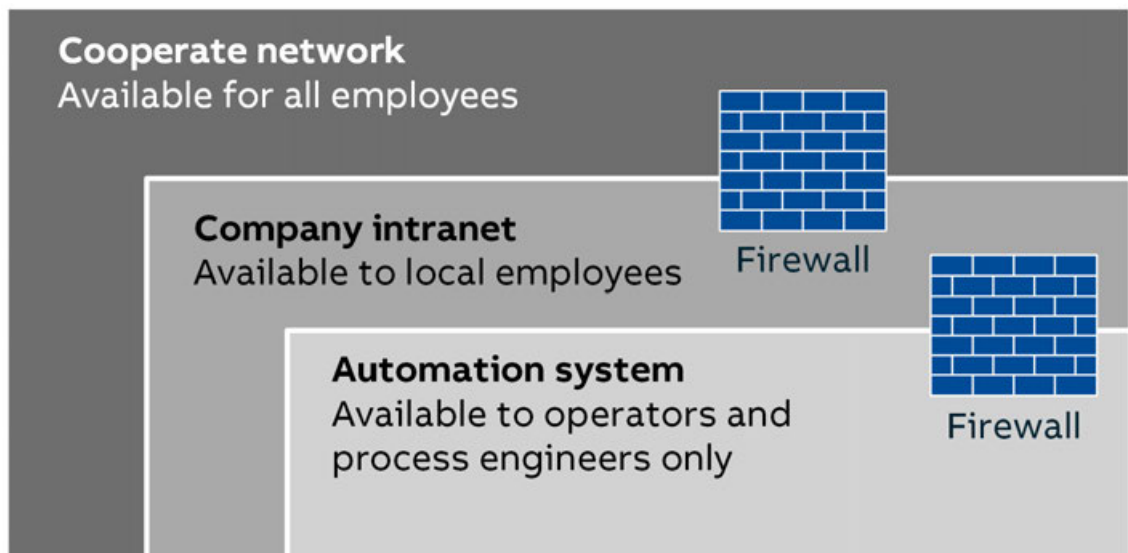 Cooperate network
Available for all employees
Company intranet
Available to local employees
Firewall
Automation system
Available to operators and
process engineers only
Firewall